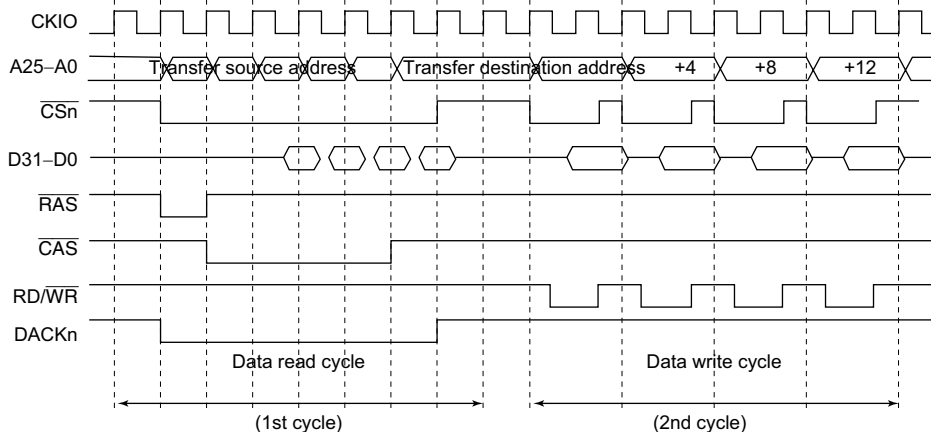 CKIO
A25–A0 Transfer source address Transfer destination address +4 +8 +12
CSn
D31–D0
RAS
CAS
RD/WR
DACKn
Data read cycle Data write cycle
(1st cycle) (2nd cycle)